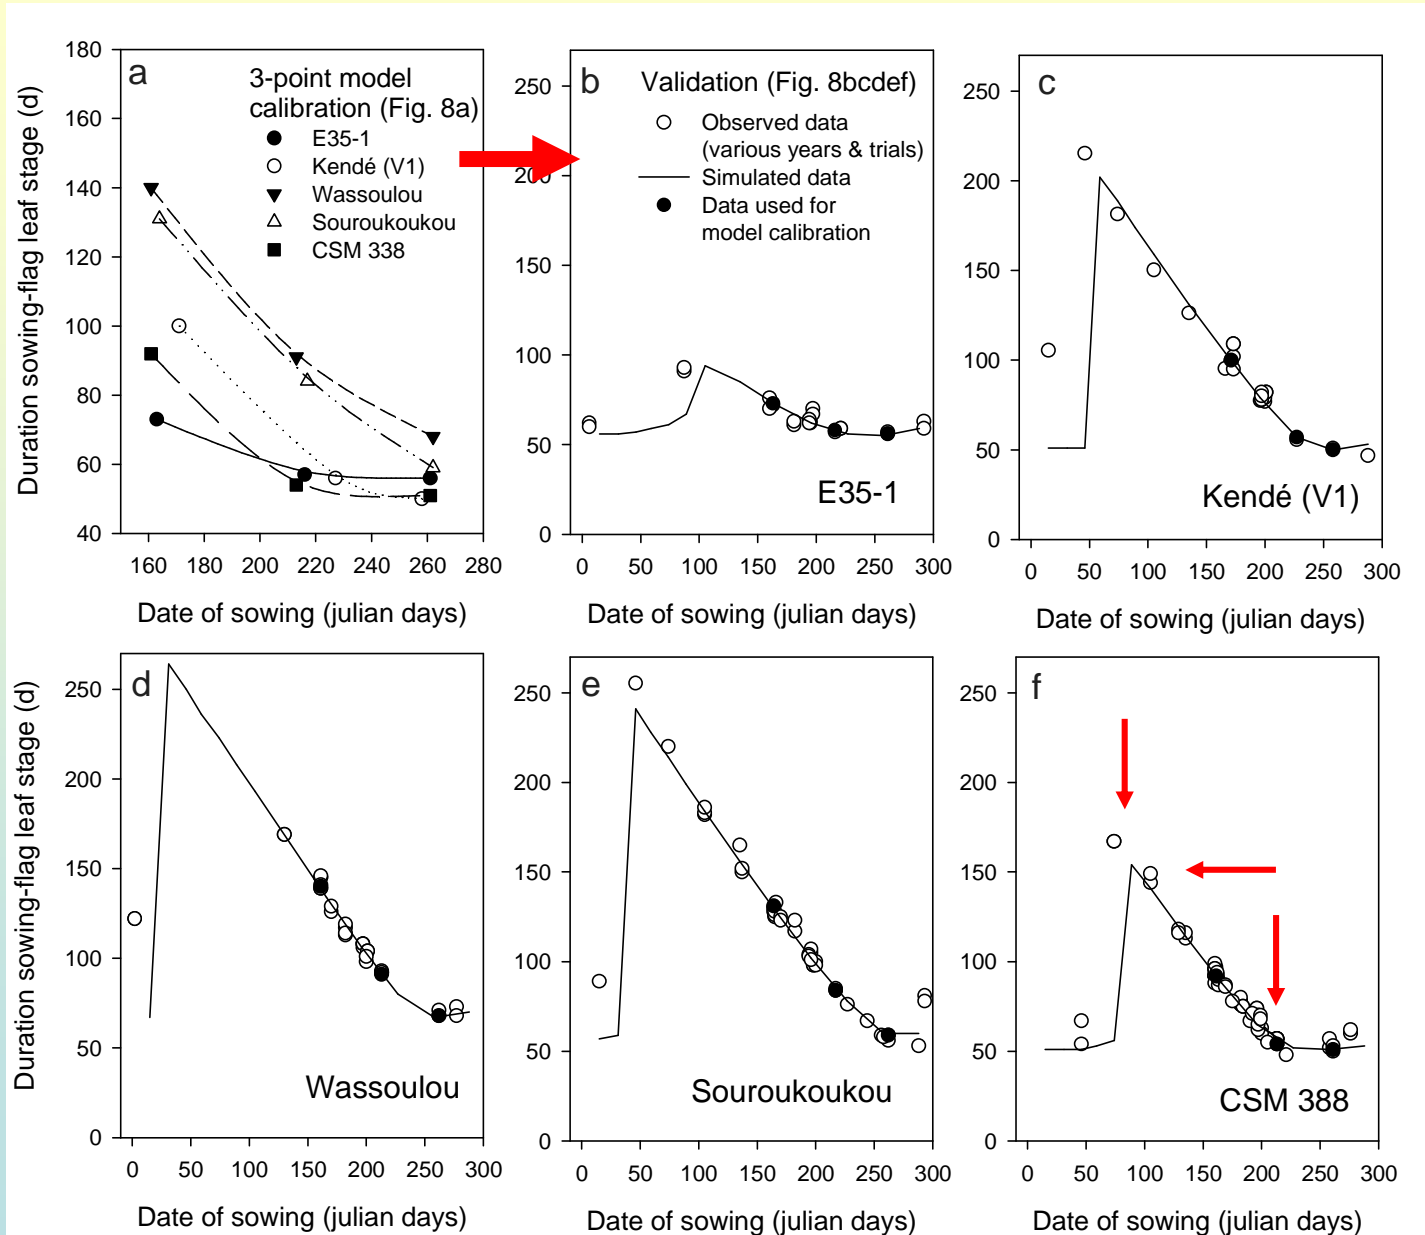 Duration sowing-flag leaf stage (d)
180
160
140
120
100
80
60
40
a
3-point model
calibration (Fig. 8a)
E35-1
Kendé (V1)
Wassoulou
Souroukoukou
CSM 338
160 180 200 220 240 260 280
Date of sowing (julian days)
250
200
150
100
50
0
b
Validation (Fig. 8bcdef)
Observed data
(various years & trials)
Simulated data
Data used for
model calibration
E35-1
0 50 100 150 200 250 300
Date of sowing (julian days)
250
200
150
100
50
0
c
Kendé (V1)
0 50 100 150 200 250 300
Date of sowing (julian days)
Duration sowing-flag leaf stage (d)
250
200
150
100
50
0
d
Wassoulou
0 50 100 150 200 250 300
Date of sowing (julian days)
250
200
150
100
50
0
e
Souroukoukou
0 50 100 150 200 250 300
Date of sowing (julian days)
250
200
150
100
50
0
f
CSM 388
0 50 100 150 200 250 300
Date of sowing (julian days)